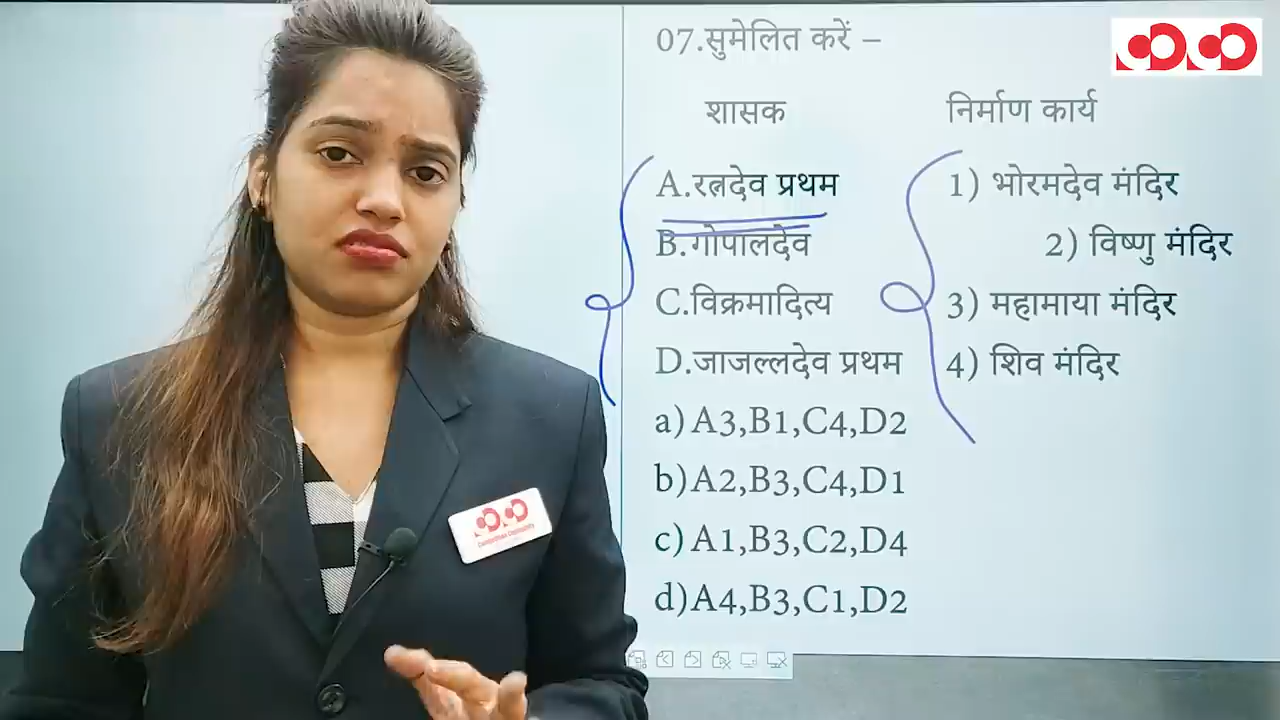 07.सुमेलित करें –
शासक निर्माण कार्य
A.रत्नदेव प्रथम 1) भोरमदेव मंदिर
B.गोपालदेव 2) विष्णु मंदिर
C.विक्रमादित्य 3) महामाया मंदिर
D.जाजल्लदेव प्रथम 4) शिव मंदिर
a)A3,B1,C4,D2
b)A2,B3,C4,D1
c)A1,B3,C2,D4
d)A4,B3,C1,D2